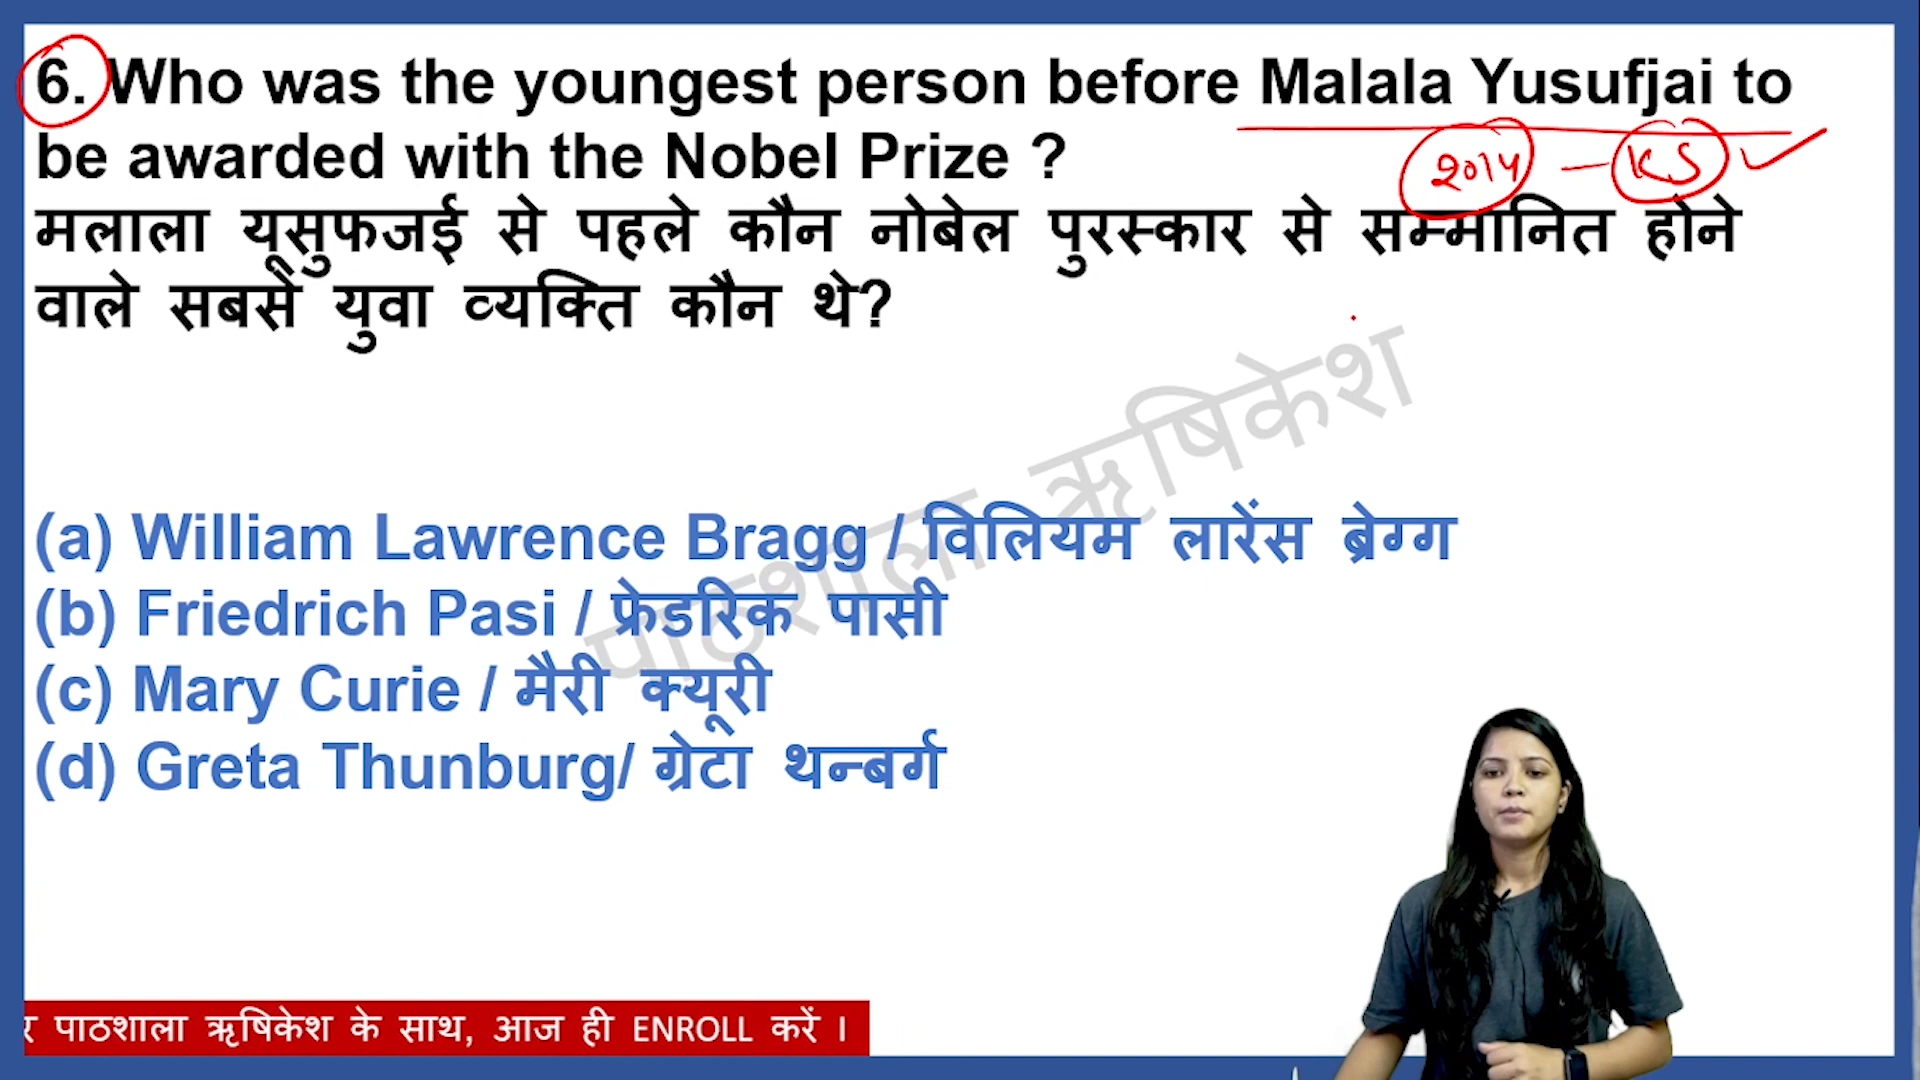 6. Who was the youngest person before Malala Yusufjai to
be awarded with the Nobel Prize ?
2014 - KS
मलाला यूसुफजई से पहले कौन नोबेल पुरस्कार से सम्मानित होने
वाले सबसे युवा व्यक्ति कौन थे?
पाठशाला ऋषिकेश
(a) William Lawrence Bragg / विलियम लारेंस ब्रेग्ग
(b) Friedrich Pasi / फ्रेडरिक पासी
(c) Mary Curie / मैरी क्यूरी
(d) Greta Thunburg/ ग्रेटा थन्बर्ग
पाठशाला ऋषिकेश के साथ, आज ही ENROLL करें ।